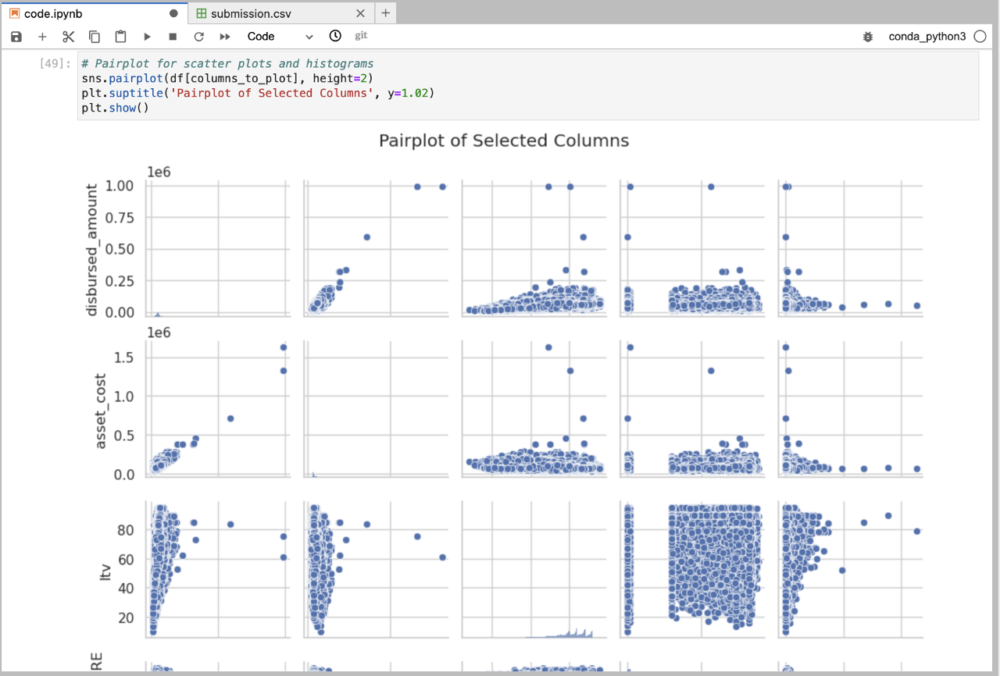 code.ipynb
submission.csv
Code
git
conda_python3
[49]:
# Pairplot for scatter plots and histograms
sns.pairplot(df[columns_to_plot], height=2)
plt.suptitle('Pairplot of Selected Columns', y=1.02)
plt.show()
Pairplot of Selected Columns
1e6
disbursed_amount
1.00
0.75
0.50
0.25
0.00
1e6
asset_cost
1.5
1.0
0.5
0.0
ltv
80
60
40
20
RE